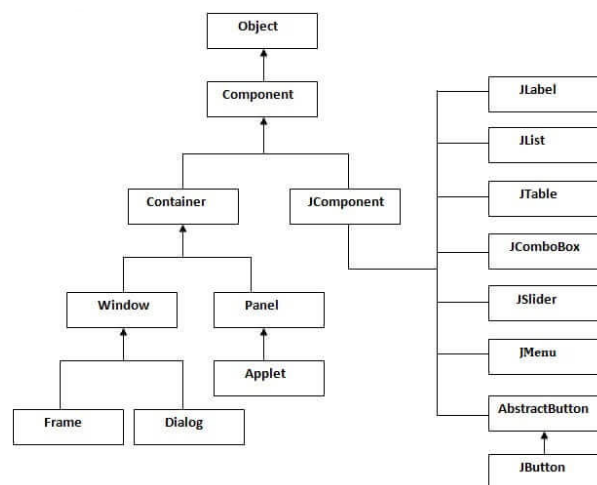 Object
Component
Container
JComponent
Window
Panel
Applet
Frame
Dialog
JLabel
JList
JTable
JComboBox
JSlider
JMenu
AbstractButton
JButton